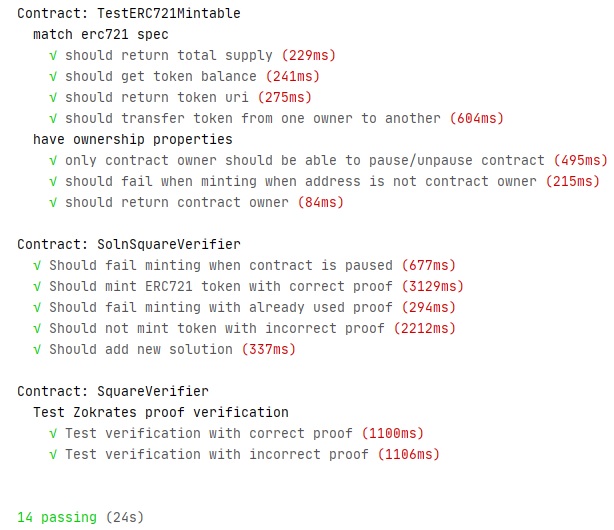 Contract: TestERC721Mintable
match erc721 spec
√ should return total supply (229ms)
√ should get token balance (241ms)
√ should return token uri (275ms)
√ should transfer token from one owner to another (604ms)
have ownership properties
√ only contract owner should be able to pause/unpause contract (495ms)
√ should fail when minting when address is not contract owner (215ms)
√ should return contract owner (84ms)
Contract: SolnSquareVerifier
√ Should fail minting when contract is paused (677ms)
√ Should mint ERC721 token with correct proof (3129ms)
√ Should fail minting with already used proof (294ms)
√ Should not mint token with incorrect proof (2212ms)
√ Should add new solution (337ms)
Contract: SquareVerifier
Test Zokrates proof verification
√ Test verification with correct proof (1100ms)
√ Test verification with incorrect proof (1106ms)
14 passing (24s)